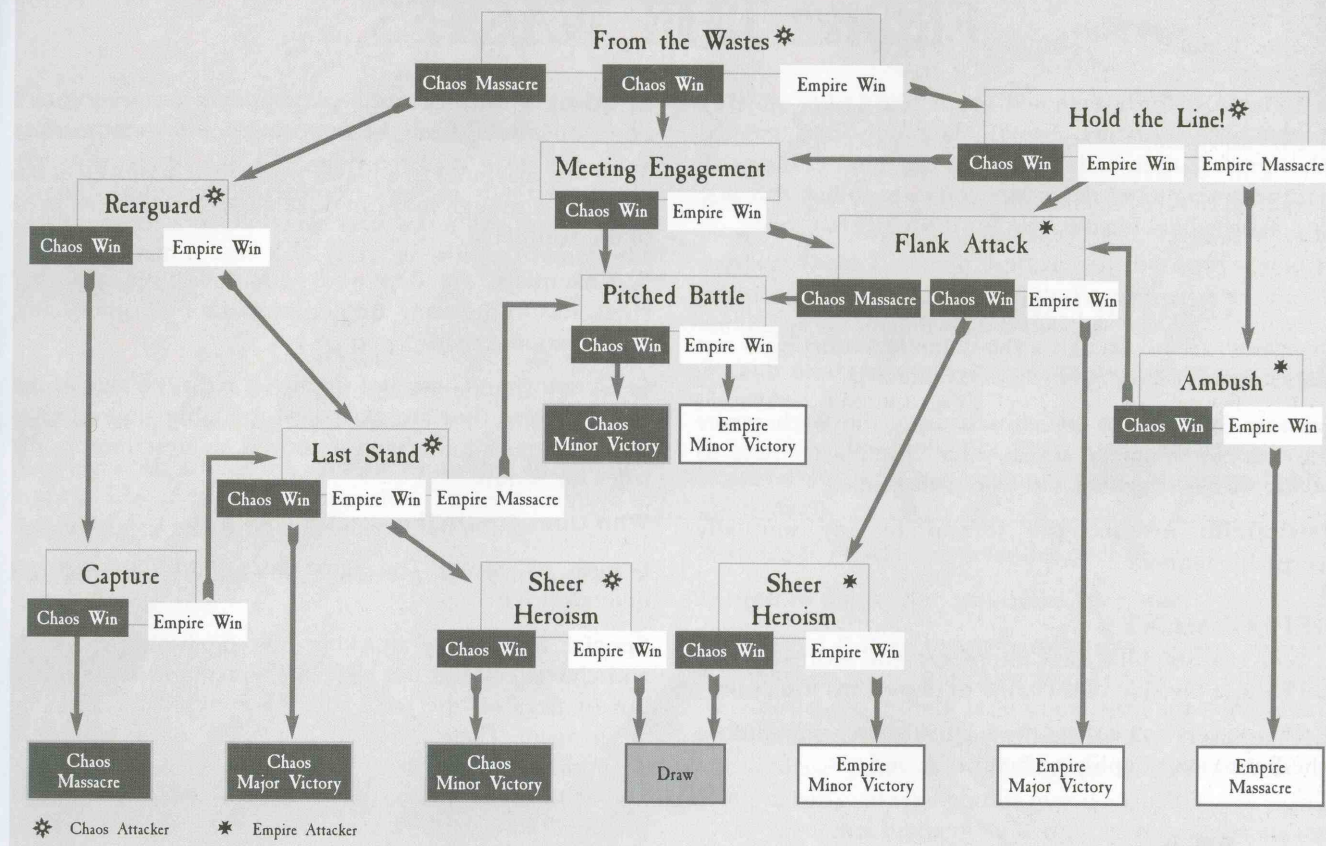 From the Wastes
Chaos Massacre
Chaos Win
Empire Win
Hold the Line!
Chaos Win
Empire Win
Empire Massacre
Meeting Engagement
Chaos Win
Empire Win
Rearguard
Chaos Win
Empire Win
Flank Attack
Chaos Massacre
Chaos Win
Empire Win
Pitched Battle
Chaos Win
Empire Win
Ambush
Chaos Win
Empire Win
Chaos
Minor Victory
Empire
Minor Victory
Last Stand
Chaos Win
Empire Win
Empire Massacre
Capture
Chaos Win
Empire Win
Sheer
Heroism
Chaos Win
Empire Win
Sheer
Heroism
Chaos Win
Empire Win
Chaos
Massacre
Chaos
Major Victory
Chaos
Minor Victory
Draw
Empire
Minor Victory
Empire
Major Victory
Empire
Massacre
Chaos Attacker
Empire Attacker